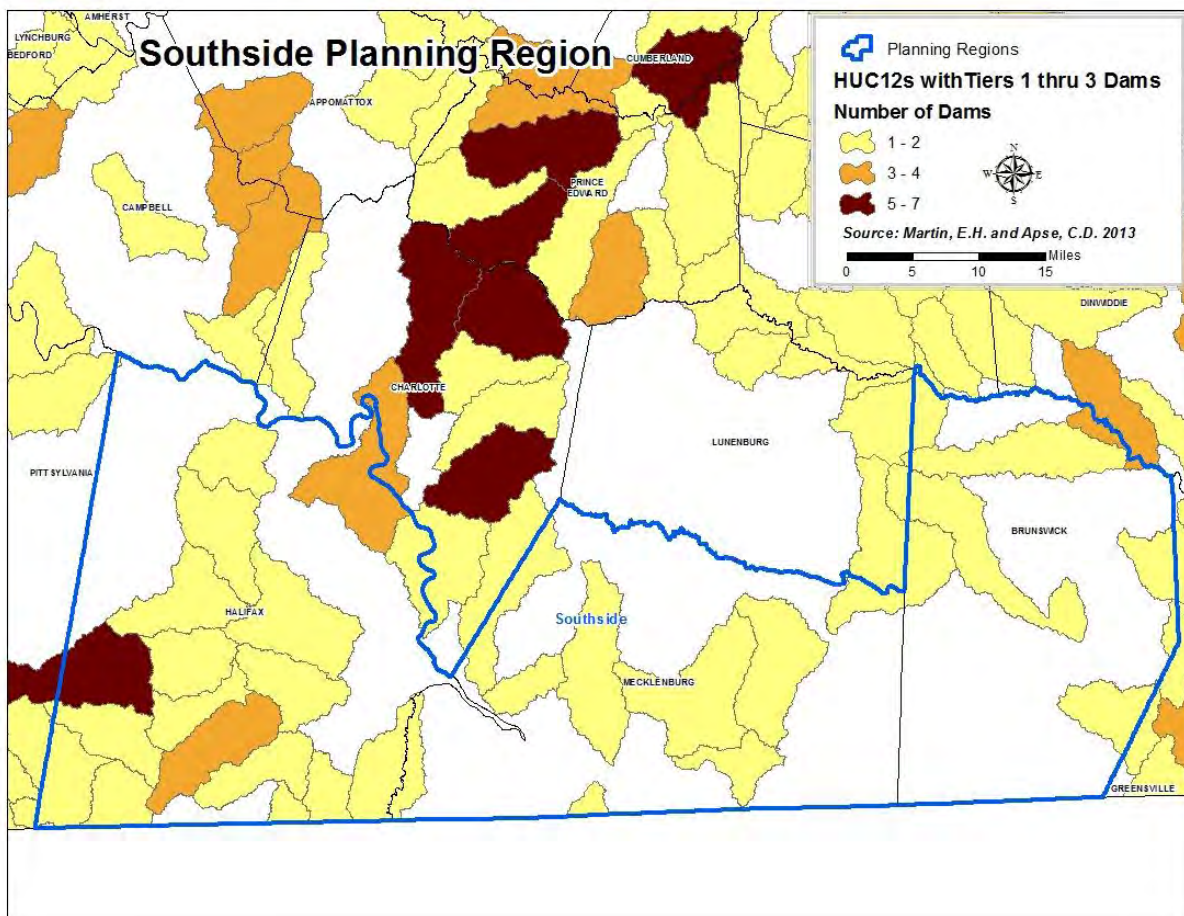 AMHERST
LYNCHBURG
BEDFORD
Southside Planning Region
CUMBERLAND
APPOMATTOX
PRINCE
EDWARD
CAMPBELL
Planning Regions
HUC12s withTiers 1 thru 3 Dams
Number of Dams
1 - 2
3 - 4
5 - 7
N
W E
S
Source: Martin, E.H. and Apse, C.D. 2013
Miles
0 5 10 15
DINWIDDIE
CHARLOTTE
LUNENBURG
PITTSYLVANIA
BRUNSWICK
HALIFAX
Southside
MECKLENBURG
GREENSVILLE